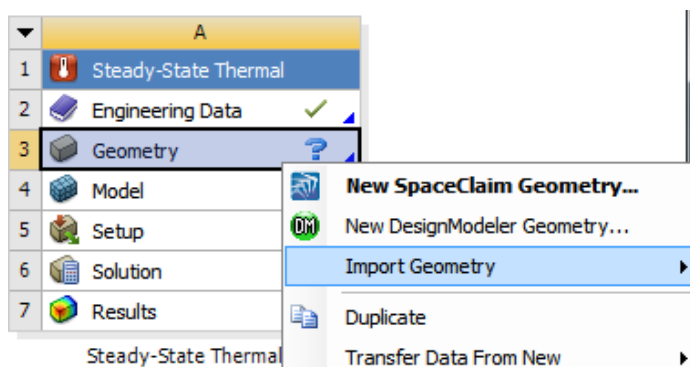 A
1 Steady-State Thermal
2 Engineering Data
3 Geometry ?
4 Model
5 Setup
6 Solution
7 Results
Steady-State Thermal
New SpaceClaim Geometry...
DM New DesignModeler Geometry...
Import Geometry
Duplicate
Transfer Data From New